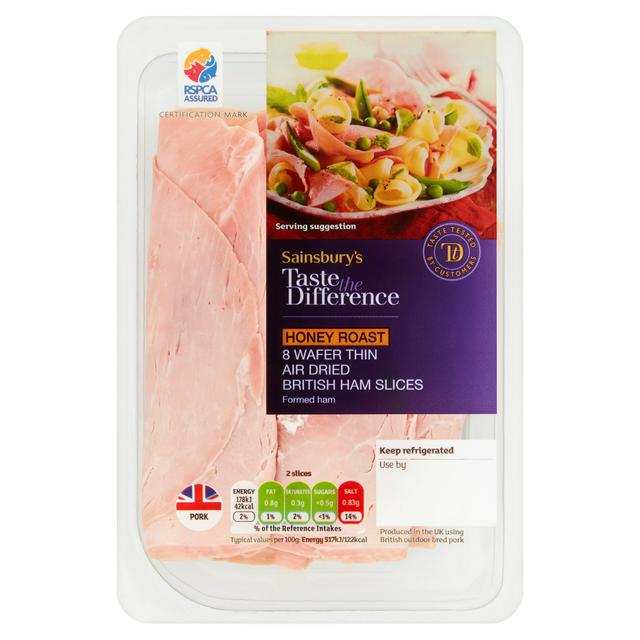 RSPCA
ASSURED
CERTIFICATION MARK
Serving suggestion
TASTE TESTED
BY CUSTOMERS
TD
Sainsbury's
Taste the
Difference
HONEY ROAST
8 WAFER THIN
AIR DRIED
BRITISH HAM SLICES
Formed ham
Keep refrigerated
Use by
2 slices
ENERGY FAT SATURATES SUGARS SALT
178kJ 42kcal 0.8g 0.3g <0.5g 0.83g
2% 1% 2% <1% 14%
% of the Reference Intakes
Typical values per 100g: Energy 517kJ/122kcal
PORK
Produced in the UK using
British outdoor bred pork